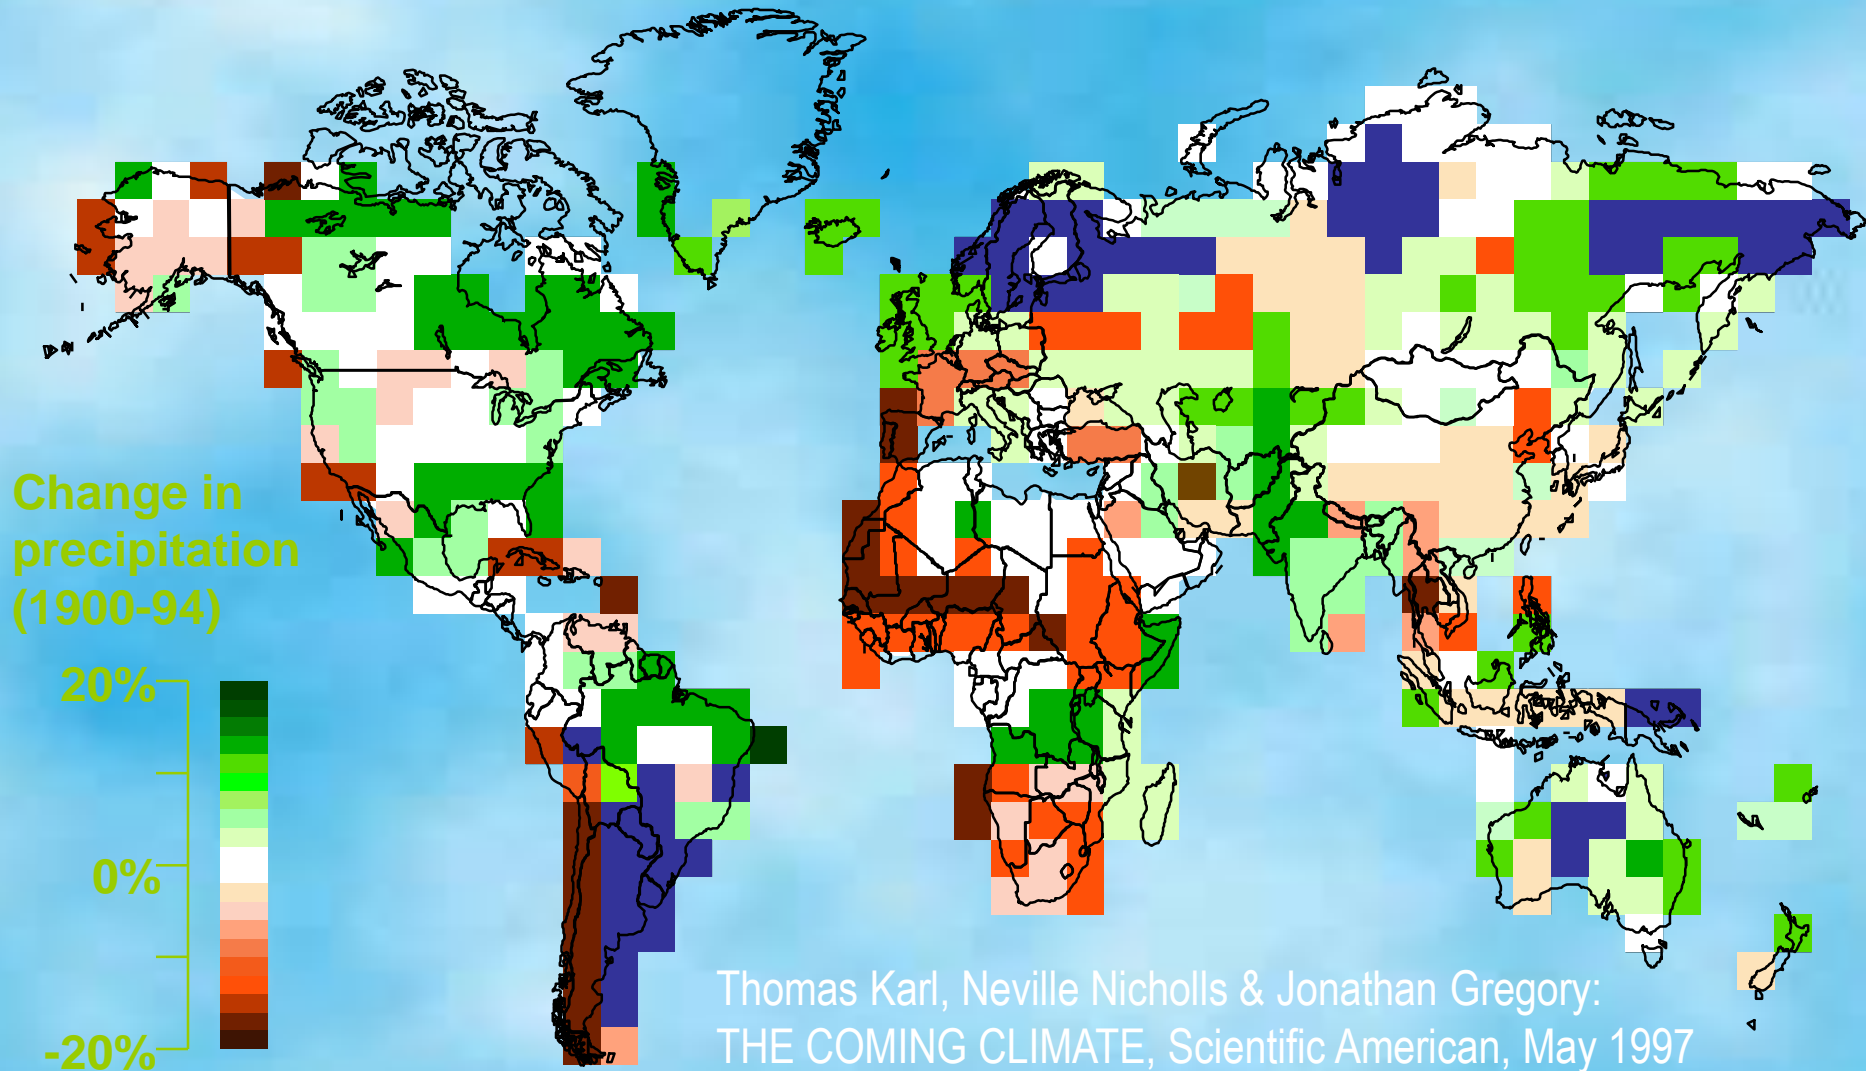 Change in
precipitation
(1900-94)
20%
0%
-20%
Thomas Karl, Neville Nicholls & Jonathan Gregory:
THE COMING CLIMATE, Scientific American, May 1997